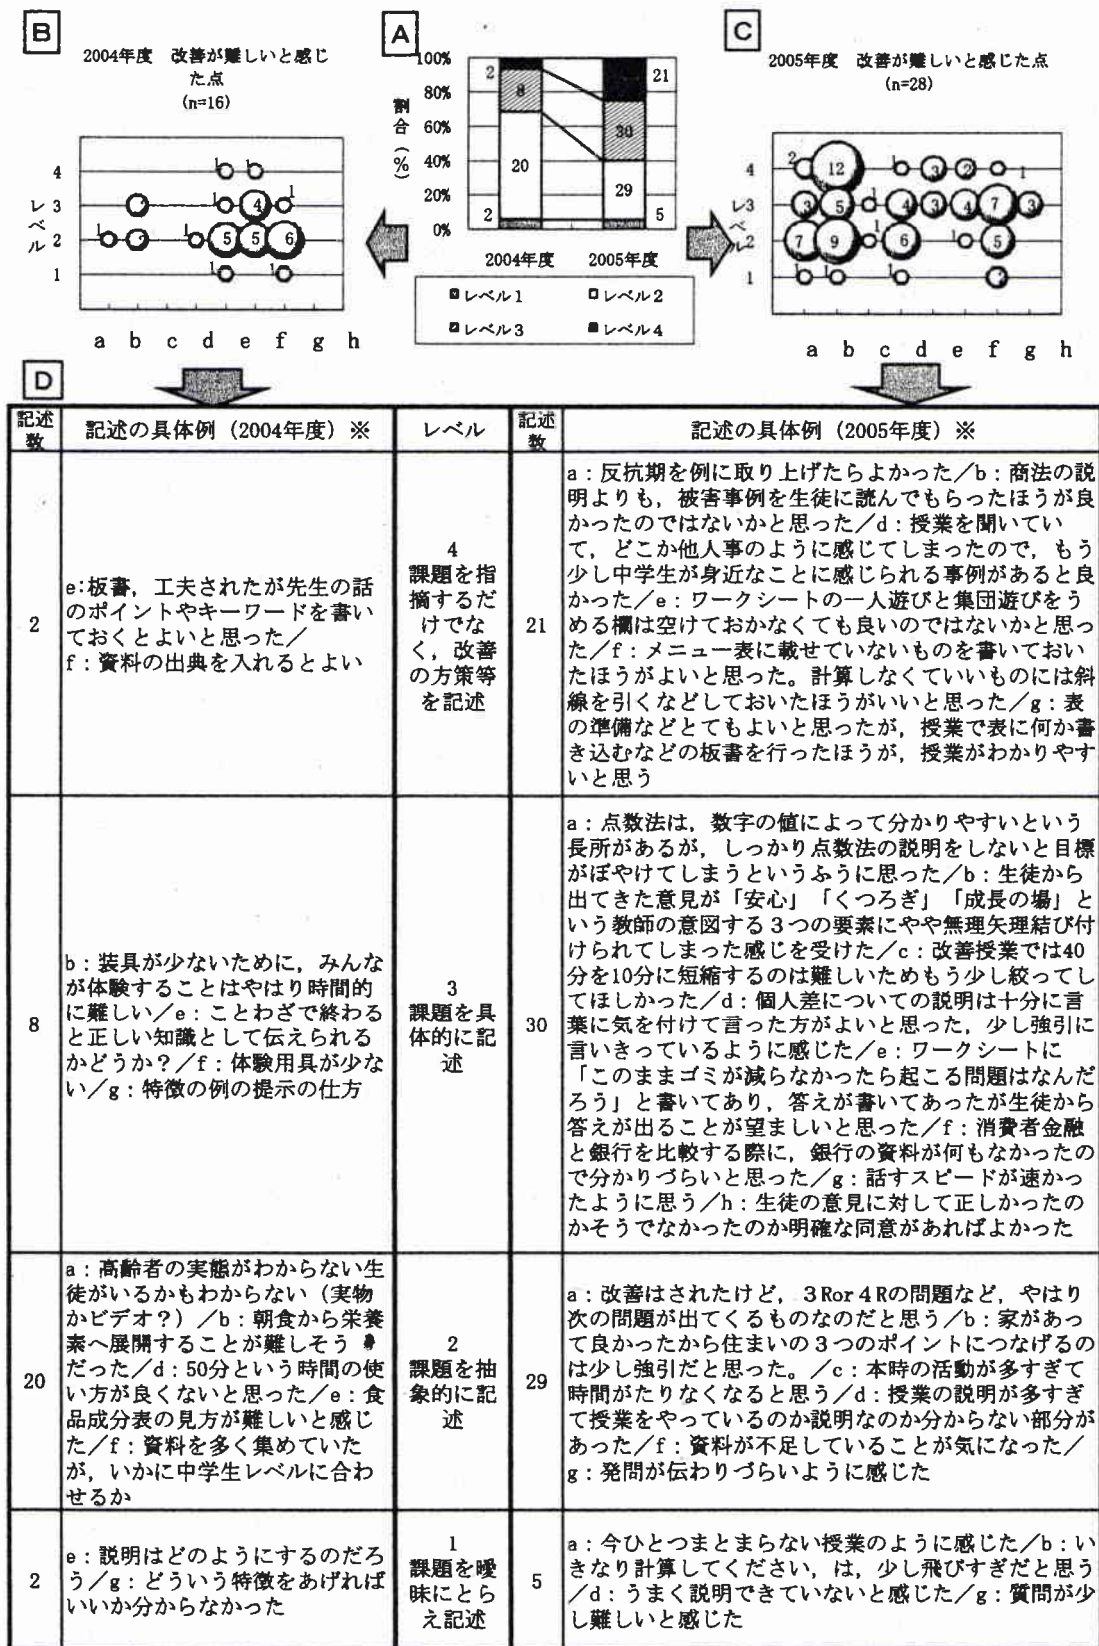 B
2004年度 改善が難しいと感じ
た点
(n=16)
4
3
2
1
レベル
1
1
1
4
1
1
1
5
5
6
1
1
a b c d e f g h
A
100%
80%
60%
40%
20%
0%
割合(%)
2
8
20
2
21
30
29
5
2004年度 2005年度
レベル1 レベル2
レベル3 レベル4
C
2005年度 改善が難しいと感じた点
(n=28)
4
3
2
1
レベル
2
12
1
3
2
1
1
3
5
1
4
3
4
7
3
7
9
1
6
1
5
1
1
1
a b c d e f g h
D
記述数
記述の具体例(2004年度)※
レベル
記述数
記述の具体例(2005年度)※
2
e:板書,工夫されたが先生の話
のポイントやキーワードを書い
ておくとよいと思った/
f:資料の出典を入れるとよい
4
課題を指
摘するだ
けでな
く,改善
の方策等
を記述
21
a:反抗期を例に取り上げたらよかった/b:商法の説
明よりも,被害事例を生徒に読んでもらったほうが良
かったのではないかと思った/d:授業を聞いてい
て,どこか他人事のように感じてしまったので,もう
少し中学生が身近なことに感じられる事例があると良
かった/e:ワークシートの一人遊びと集団遊びをう
める欄は空けておかなくても良いのではないかと思っ
た/f:メニュー表に載せていないものを書いておい
たほうがよいと思った。計算しなくていいものには斜
線を引くなどしておいたほうがいいと思った/g:表
の準備などとてもよいと思ったが,授業で表に何か書
き込むなどの板書を行ったほうが,授業がわかりやす
いと思う
8
b:装具が少ないために,みんな
が体験することはやはり時間的
に難しい/e:ことわざで終わる
と正しい知識として伝えられる
かどうか?/f:体験用具が少な
い/g:特徴の例の提示の仕方
3
課題を具
体的に記
述
30
a:点数法は,数字の値によって分かりやすいという
長所があるが,しっかり点数法の説明をしないと目標
がぼやけてしまうというふうに思った/b:生徒から
出てきた意見が「安心」「くつろぎ」「成長の場」と
いう教師の意図する3つの要素にやや無理矢理結び付
けられてしまった感じを受けた/c:改善授業では40
分を10分に短縮するのは難しいためもう少し絞ってし
てほしかった/d:個人差についての説明は十分に言
葉に気を付けて言った方がよいと思った,少し強引に
言いきっているように感じた/e:ワークシートに
「このままゴミが減らなかったら起こる問題はなんだ
ろう」と書いてあり,答えが書いてあったが生徒から
答えが出ることが望ましいと思った/f:消費者金融
と銀行を比較する際に,銀行の資料が何もなかったの
で分かりづらいと思った/g:話すスピードが速かっ
たように思う/h:生徒の意見に対して正しかったの
かそうでなかったのか明確な同意があればよかった
20
a:高齢者の実態がわからない生
徒がいるかもわからない(実物
かビデオ?)/b:朝食から栄養
素へ展開することが難しそう
だった/d:50分という時間の使
い方が良くないと思った/e:食
品成分表の見方が難しいと感じ
た/f:資料を多く集めていた
が,いかに中学生レベルに合わ
せるか
2
課題を抽
象的に記
述
29
a:改善はされたけど,3Ror4Rの問題など,やはり
次の問題が出てくるものなのだと思う/b:家があっ
て良かったから住まいの3つのポイントにつなげるの
は少し強引だと思った。/c:本時の活動が多すぎて
時間がたりなくなると思う/d:授業の説明が多すぎ
て授業をやっているのか説明なのか分からない部分が
あった/f:資料が不足していることが気になった/
g:発問が伝わりづらいように感じた
2
e:説明はどのようにするのだろ
う/g:どういう特徴をあげれば
いいか分からなかった
1
課題を曖
昧にとら
え記述
5
a:今ひとつまとまらない授業のように感じた/b:い
きなり計算してください,は,少し飛びすぎだと思う
/d:うまく説明できていないと感じた/g:質問が少
し難しいと感じた